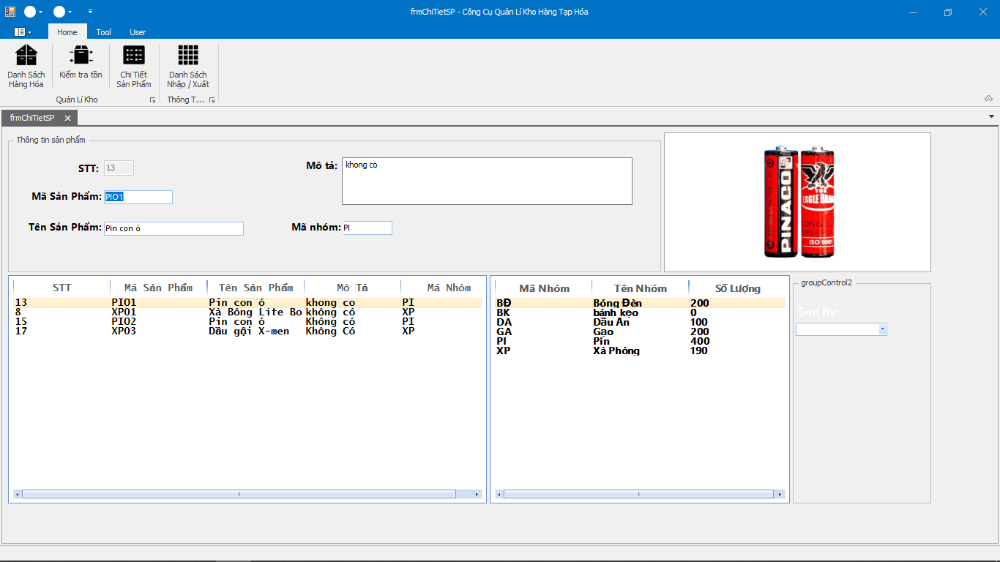 frmChiTietSP - Công Cụ Quản Lí Kho Hàng Tạp Hóa
Home Tool User
Danh Sách Hàng Hóa
Kiểm tra tồn
Chi Tiết Sản Phẩm
Danh Sách Nhập / Xuất
Quản Lí Kho
Thông T...
frmChiTietSP
Thông tin sản phẩm
STT: 13
Mô tả: khong co
Mã Sản Phẩm: PIO1
Tên Sản Phẩm: Pin con ó
Mã nhóm: PI
PINACO
THE
EAGLE BRAN
ISO 9001
STT Mã Sản Phẩm Tên Sản Phẩm Mô Tả Mã Nhóm
13 PIO1 Pin con ó khong co PI
8 XPO1 Xà Bông Life Bo không có XP
15 PIO2 Pin con ó Không có PI
17 XPO3 Dầu gội X-men Không Có XP
Mã Nhóm Tên Nhóm Số Lượng
BĐ Bóng Đèn 200
BK bánh kẹo 0
DA Dầu Ăn 100
GA Gạo 200
PI Pin 400
XP Xà Phòng 190
groupControl2
Sort By: